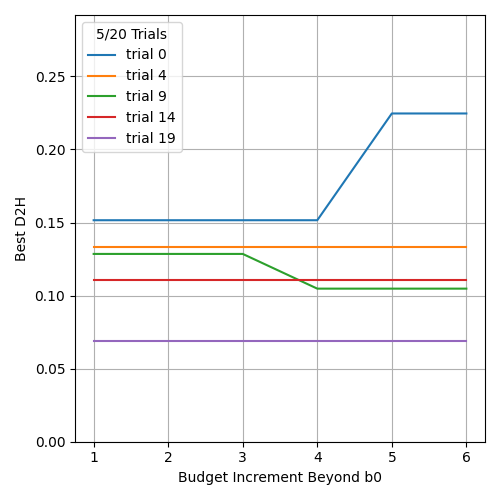 5/20 Trials
trial 0
trial 4
trial 9
trial 14
trial 19
0.25
0.20
0.15
0.10
0.05
0.00
Best D2H
1 2 3 4 5 6
Budget Increment Beyond b0